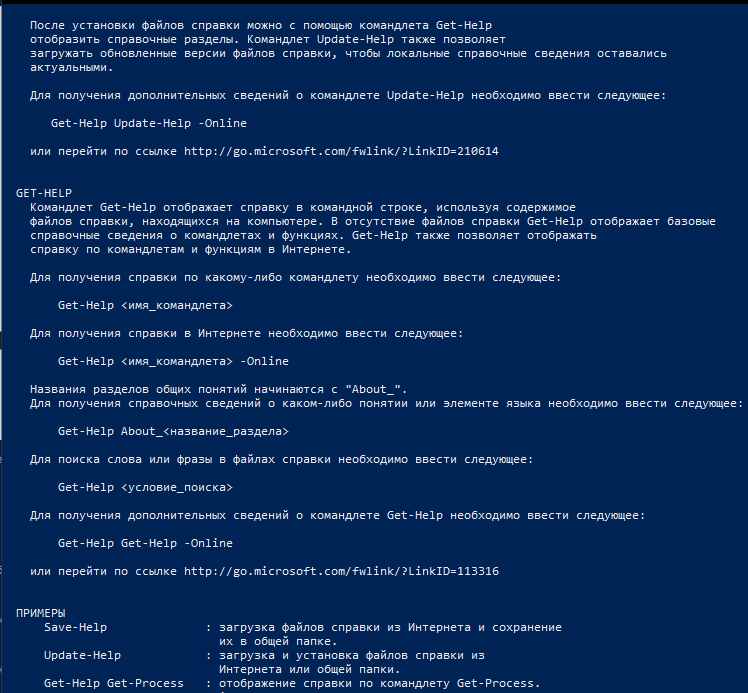 После установки файлов справки можно с помощью командлета Get-Help
отобразить справочные разделы. Командлет Update-Help также позволяет
загружать обновленные версии файлов справки, чтобы локальные справочные сведения оставались
актуальными.
Для получения дополнительных сведений о командлете Update-Help необходимо ввести следующее:
Get-Help Update-Help -Online
или перейти по ссылке http://go.microsoft.com/fwlink/?LinkID=210614
GET-HELP
Командлет Get-Help отображает справку в командной строке, используя содержимое
файлов справки, находящихся на компьютере. В отсутствие файлов справки Get-Help отображает базовые
справочные сведения о командлетах и функциях. Get-Help также позволяет отображать
справку по командлетам и функциям в Интернете.
Для получения справки по какому-либо командлету необходимо ввести следующее:
Get-Help <имя_командлета>
Для получения справки в Интернете необходимо ввести следующее:
Get-Help <имя_командлета> -Online
Названия разделов общих понятий начинаются с "About_".
Для получения справочных сведений о каком-либо понятии или элементе языка необходимо ввести следующее:
Get-Help About_<название_раздела>
Для поиска слова или фразы в файлах справки необходимо ввести следующее:
Get-Help <условие_поиска>
Для получения дополнительных сведений о командлете Get-Help необходимо ввести следующее:
Get-Help Get-Help -Online
или перейти по ссылке http://go.microsoft.com/fwlink/?LinkID=113316
ПРИМЕРЫ
Save-Help : загрузка файлов справки из Интернета и сохранение
их в общей папке.
Update-Help : загрузка и установка файлов справки из
Интернета или общей папки.
Get-Help Get-Process : отображение справки по командлету Get-Process.